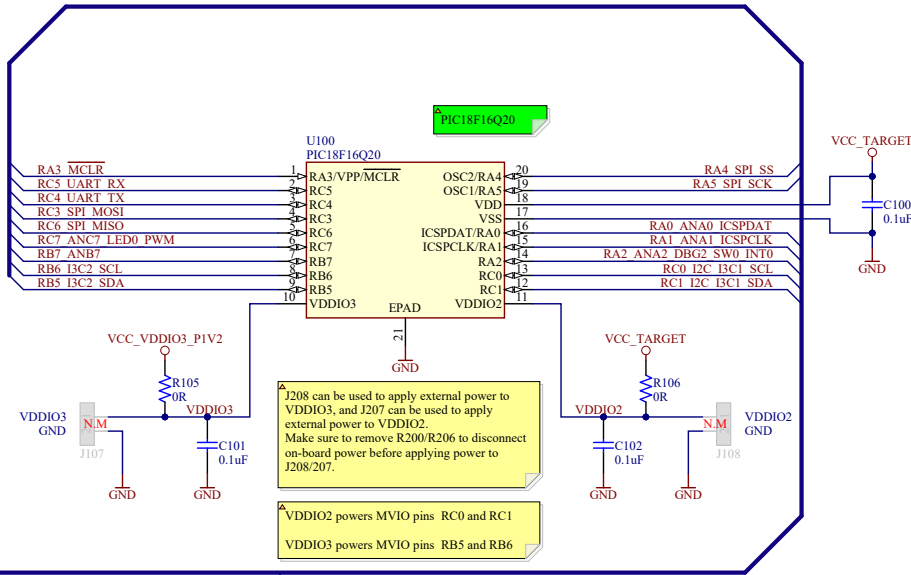 PIC18F16Q20
U100
PIC18F16Q20
VCC_TARGET
RA3 MCLR
1
RA3/VPP/MCLR
OSC2/RA4
20
RA4 SPI SS
RC5 UART RX
2
RC5
OSC1/RA5
19
RA5 SPI SCK
RC4 UART TX
3
RC4
VDD
18
C100
0.1uF
RC3 SPI MOSI
4
RC3
VSS
17
RC6 SPI MISO
5
RC6
ICSPDAT/RA0
16
RA0 ANA0 ICSPDAT
RC7 ANC7 LED0 PWM
6
RC7
ICSPCLK/RA1
15
RA1 ANA1 ICSPCLK
RB7 ANB7
7
RB7
RA2
14
RA2 ANA2 DBG2 SW0 INT0
RB6 I3C2 SCL
8
RB6
RC0
13
RC0 I2C I3C1 SCL
GND
RB5 I3C2 SDA
9
RB5
RC1
12
RC1 I2C I3C1 SDA
10
VDDIO3
EPAD
VDDIO2
11
21
GND
VCC_VDDIO3_P1V2
R105
0R
VDDIO3
GND
N.M
J107
VDDIO3
C101
0.1uF
GND
GND
J208 can be used to apply external power to
VDDIO3, and J207 can be used to apply
external power to VDDIO2.
Make sure to remove R200/R206 to disconnect
on-board power before applying power to
J208/207.
VCC_TARGET
R106
0R
VDDIO2
N.M
J108
VDDIO2
GND
C102
0.1uF
GND
GND
VDDIO2 powers MVIO pins RC0 and RC1
VDDIO3 powers MVIO pins RB5 and RB6